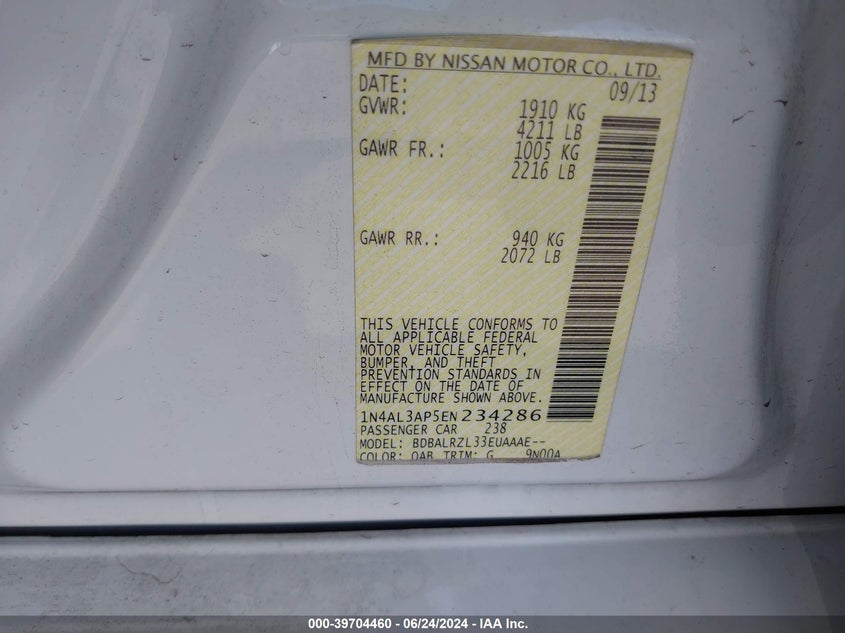 MFD BY NISSAN MOTOR CO., LTD.
DATE: 09/13
GVWR: 1910 KG
4211 LB
GAWR FR.: 1005 KG
2216 LB
GAWR RR.: 940 KG
2072 LB
THIS VEHICLE CONFORMS TO
ALL APPLICABLE FEDERAL
MOTOR VEHICLE SAFETY,
BUMPER, AND THEFT
PREVENTION STANDARDS IN
EFFECT ON THE DATE OF
MANUFACTURE SHOWN ABOVE.
1N4AL3AP5EN234286
PASSENGER CAR 238
MODEL: BDBALRZL33EUAAAE--
COLOR: QAB TRIM: G 9N00A
000-39704460 - 06/24/2024 - IAA Inc.